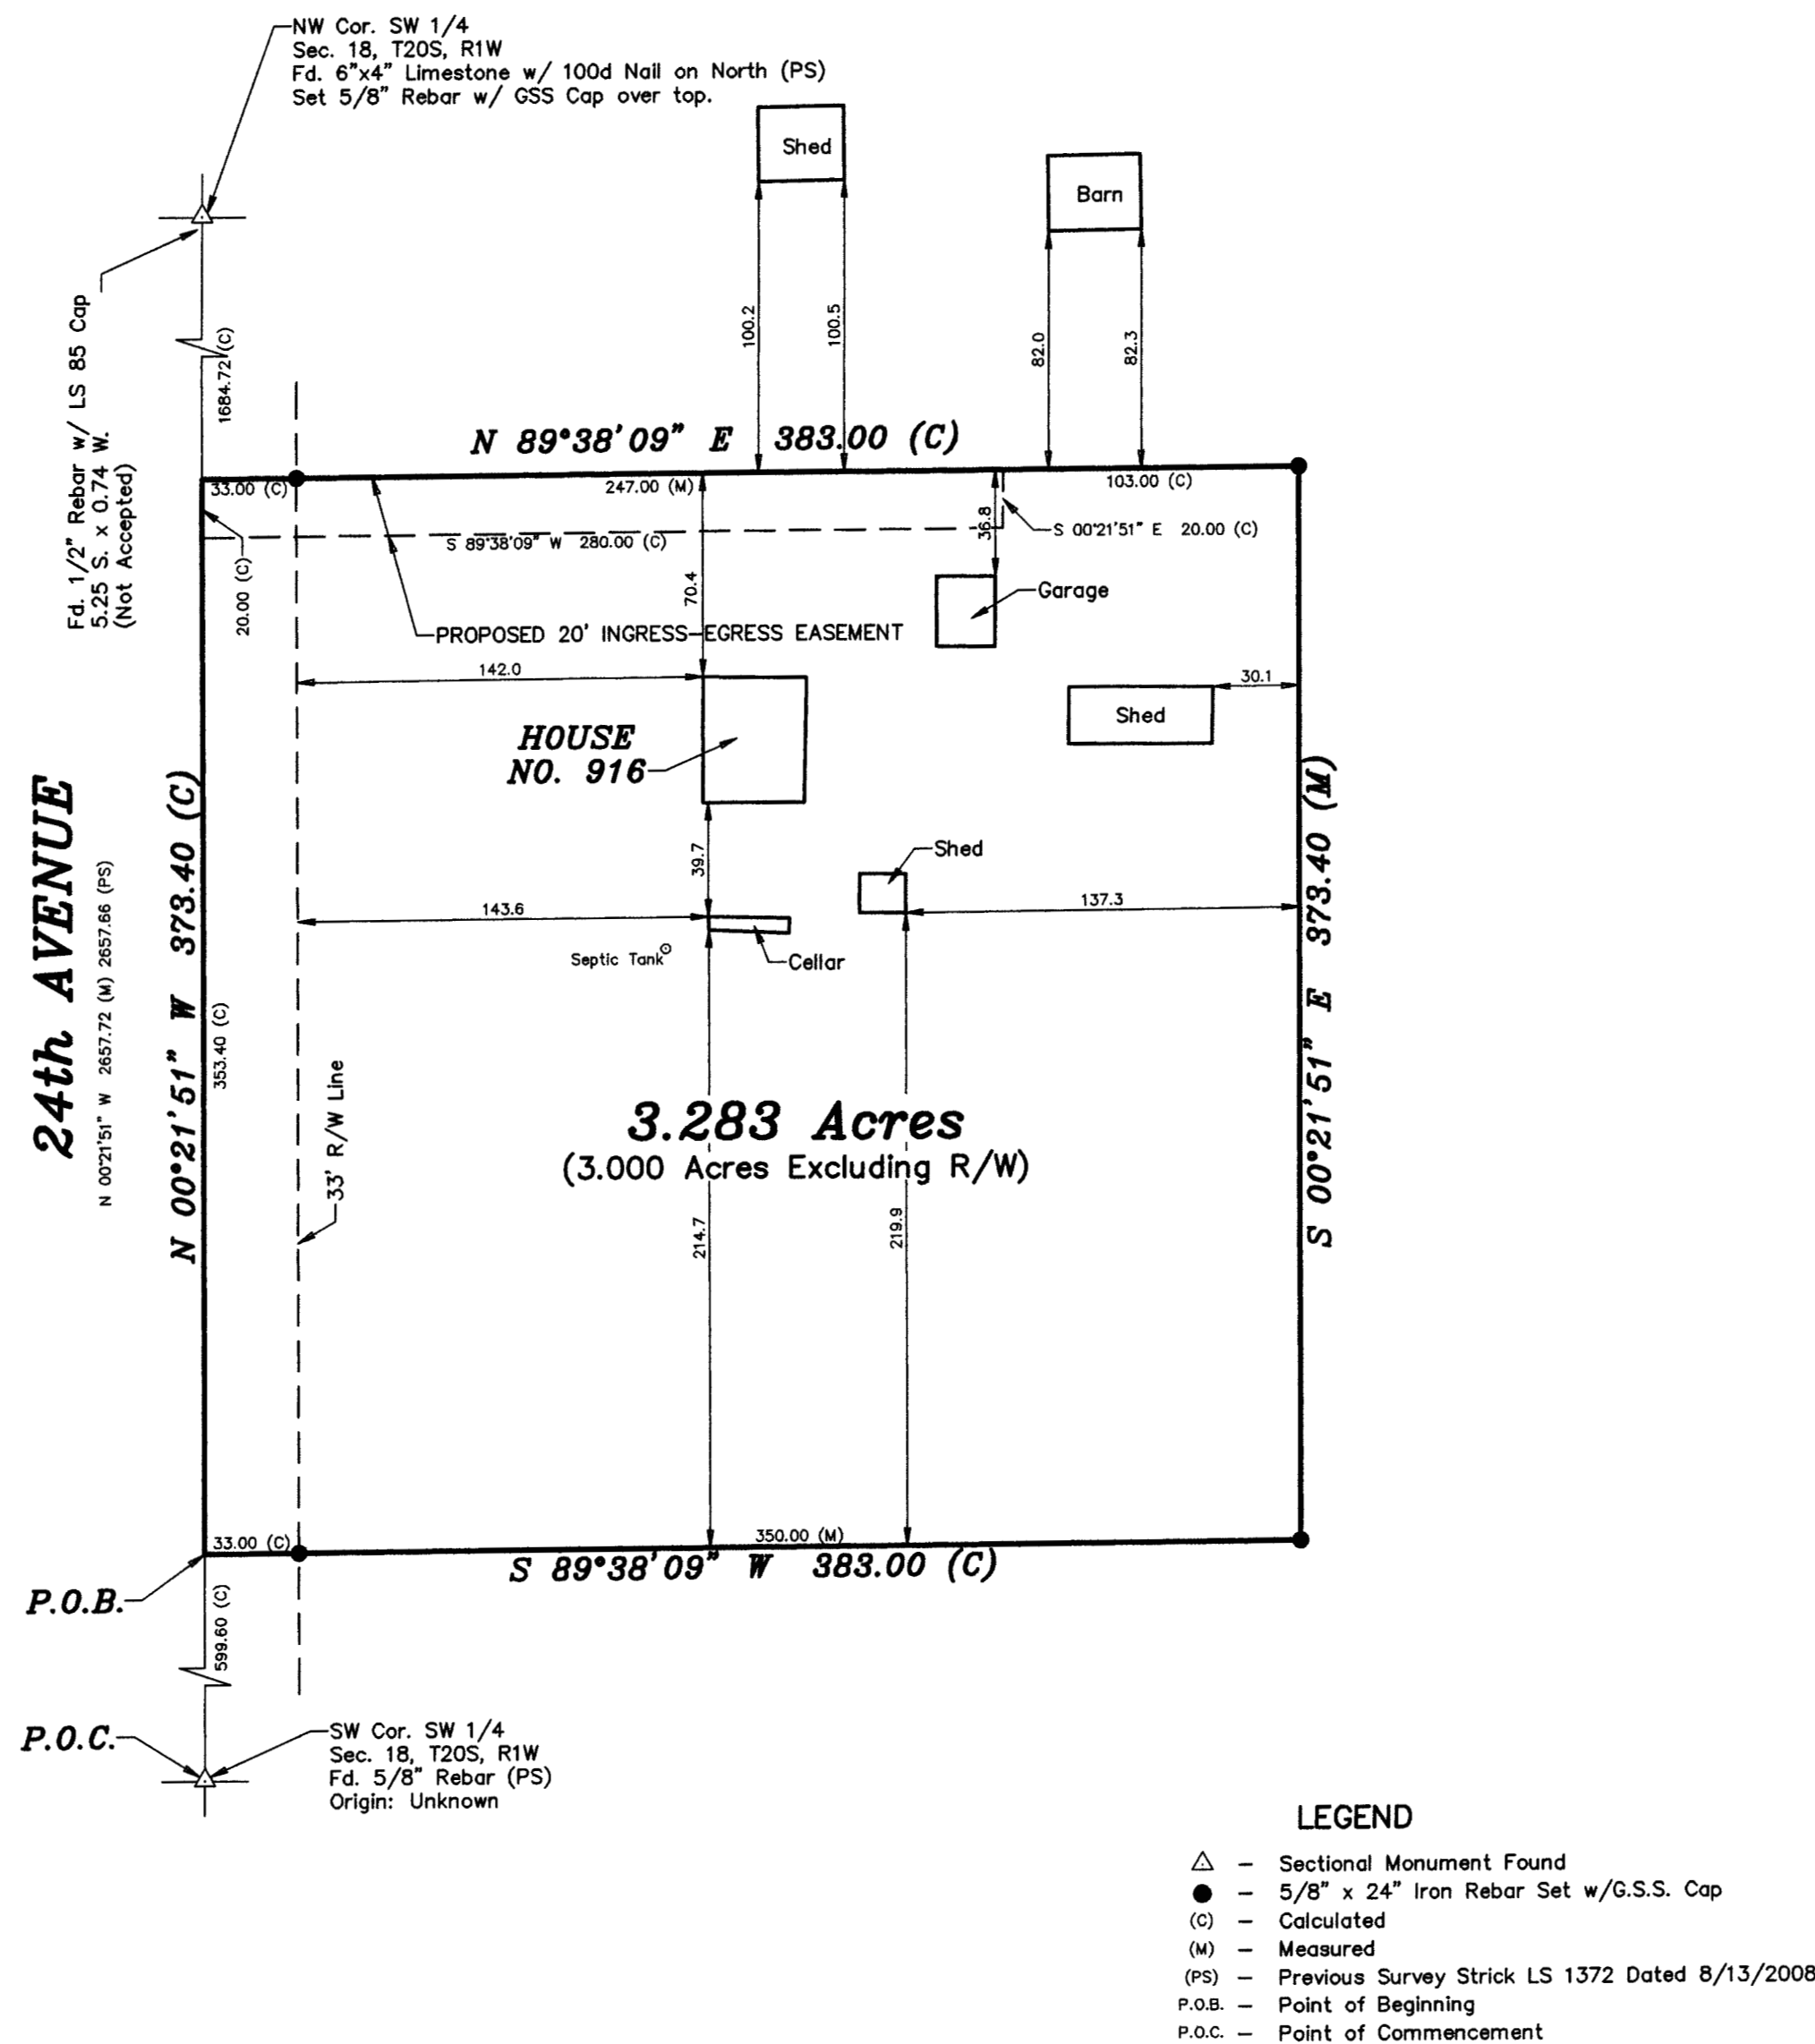 NW Cor. SW 1/4
Sec. 18, T20S, R1W
Fd. 6"x4" Limestone w/ 100d Nail on North (PS)
Set 5/8" Rebar w/ GSS Cap over top.
Shed
Barn
Fd. 1/2" Rebar w/ LS 85 Cap
5.25 S. x 0.74 W.
(Not Accepted)
1684.72 (C)
100.2
100.5
82.0
82.3
N 89°38'09" E 383.00 (C)
33.00 (C)
247.00 (M)
103.00 (C)
20.00 (C)
S 89°38'09" W 280.00 (C)
36.8
S 00°21'51" E 20.00 (C)
70.4
Garage
PROPOSED 20' INGRESS-EGRESS EASEMENT
142.0
30.1
Shed
HOUSE
NO. 916
24th AVENUE
N 00°21'51" W 2657.72 (M) 2657.66 (PS)
N 00°21'51" W 373.40 (C)
353.40 (C)
S 00°21'51" E 373.40 (M)
39.7
Shed
143.6
137.3
Septic Tank
Cellar
33' R/W Line
3.283 Acres
(3.000 Acres Excluding R/W)
214.7
219.9
33.00 (C)
350.00 (M)
S 89°38'09" W 383.00 (C)
P.O.B.
599.60 (C)
P.O.C.
SW Cor. SW 1/4
Sec. 18, T20S, R1W
Fd. 5/8" Rebar (PS)
Origin: Unknown
LEGEND
– Sectional Monument Found
– 5/8" x 24" Iron Rebar Set w/G.S.S. Cap
(C) – Calculated
(M) – Measured
(PS) – Previous Survey Strick LS 1372 Dated 8/13/2008
P.O.B. – Point of Beginning
P.O.C. – Point of Commencement